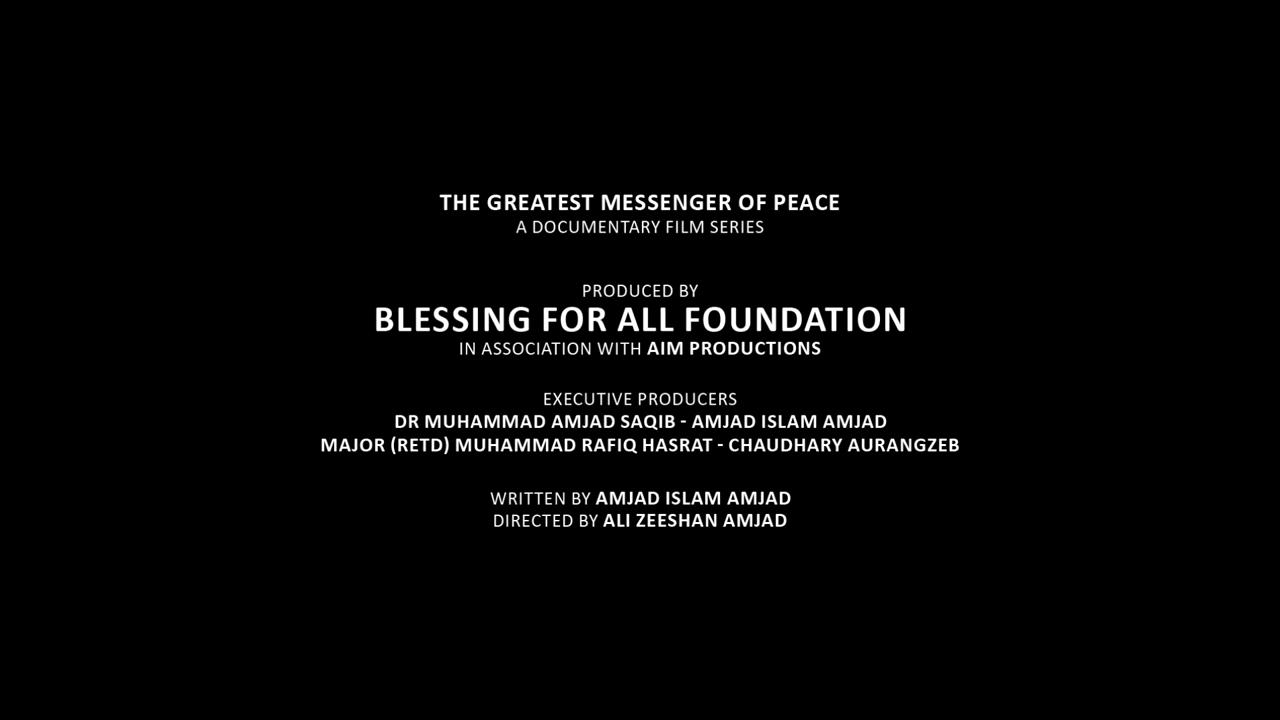 THE GREATEST MESSENGER OF PEACE
A DOCUMENTARY FILM SERIES
PRODUCED BY
BLESSING FOR ALL FOUNDATION
IN ASSOCIATION WITH AIM PRODUCTIONS
EXECUTIVE PRODUCERS
DR MUHAMMAD AMJAD SAQIB - AMJAD ISLAM AMJAD
MAJOR (RETD) MUHAMMAD RAFIQ HASRAT - CHAUDHARY AURANGZEB
WRITTEN BY AMJAD ISLAM AMJAD
DIRECTED BY ALI ZEESHAN AMJAD